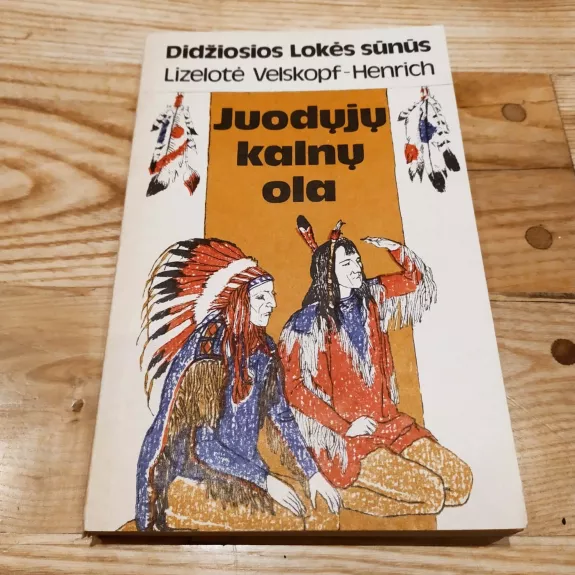 Didžiosios Lokės sūnūs
Lizelotė Velskopf-Henrich
Juodųjų
kalnų
ola